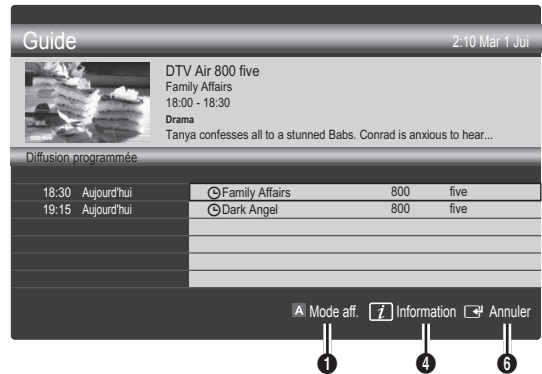 Guide 2:10 Mar 1 Jui
DTV Air 800 five
Family Affairs
18:00 - 18:30
Drama
Tanya confesses all to a stunned Babs. Conrad is anxious to hear...
800 five
Diffusion programmée
18:30 Aujourd'hui Family Affairs 800 five
19:15 Aujourd'hui Dark Angel 800 five
A Mode aff. i Information Annuler
1 4 6